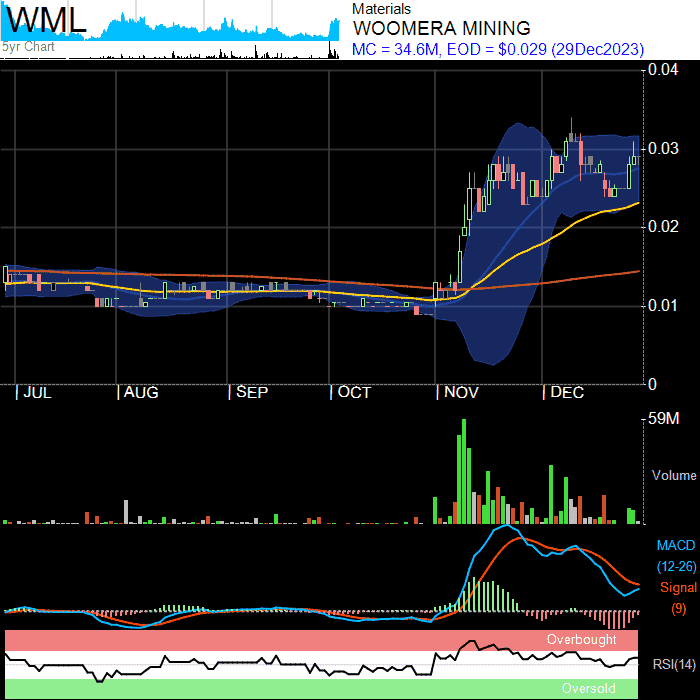 WML
5yr Chart
Materials
WOOMERA MINING
MC = 34.6M, EOD = $0.029 (29Dec2023)
0.04
0.03
0.02
0.01
0
JUL AUG SEP OCT NOV DEC
59M
Volume
MACD
(12-26)
Signal
(9)
Overbought
RSI(14)
Oversold